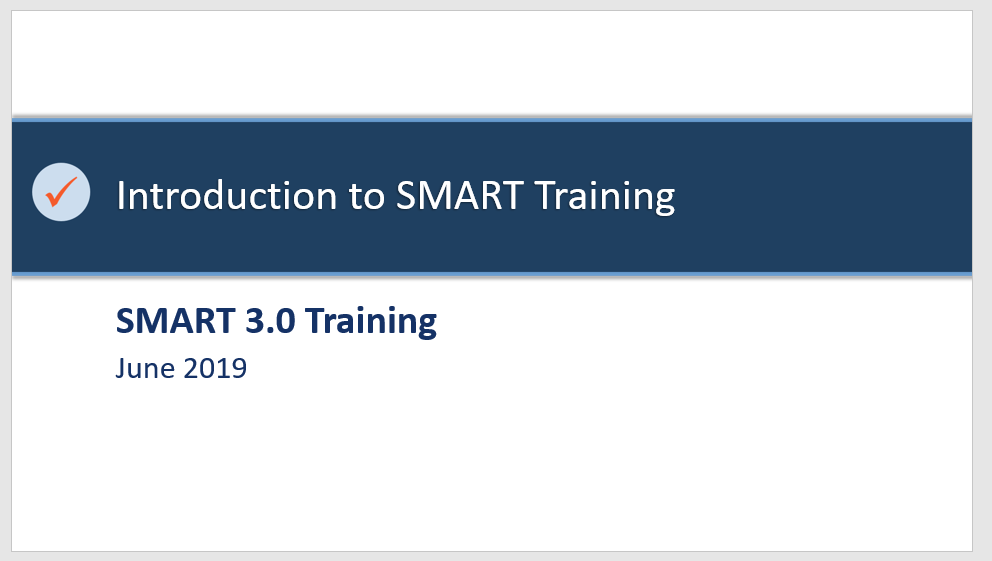 Introduction to SMART Training
SMART 3.0 Training
June 2019